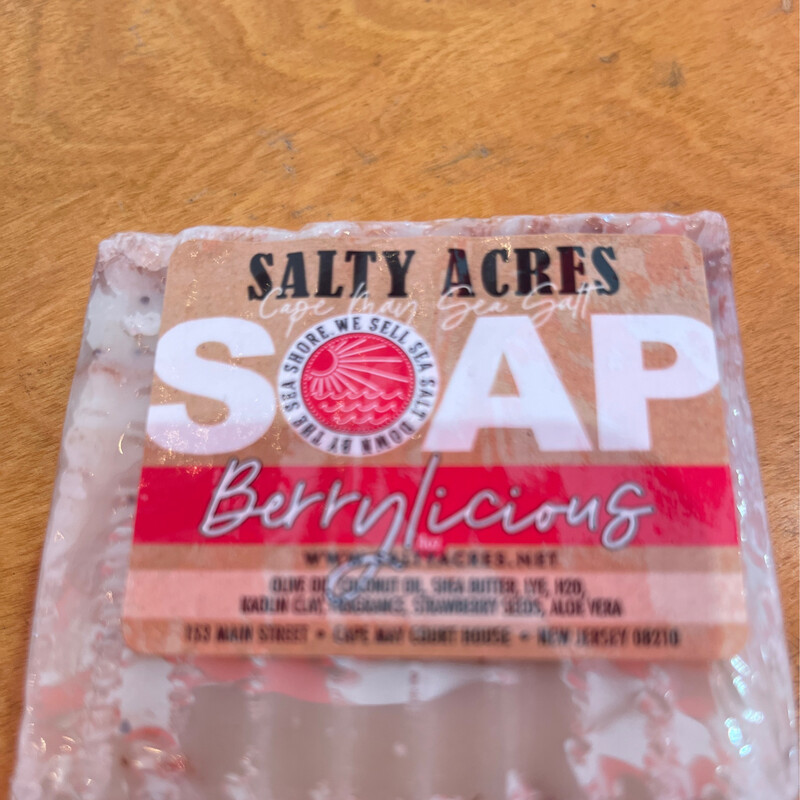 SALTY ACRES
Cape May Sea Salt
SOAP
WE SELL SEA SALT DOWN BY THE SEA SHORE.
Berrylicious
WWW.SALTYACRES.NET
OLIVE OIL, COCONUT OIL, SHEA BUTTER, LYE, H2O,
KAOLIN CLAY, FRAGRANCE, STRAWBERRY SEEDS, ALOE VERA
MAIN STREET • CAPE MAY COURT HOUSE • NEW JERSEY 08210